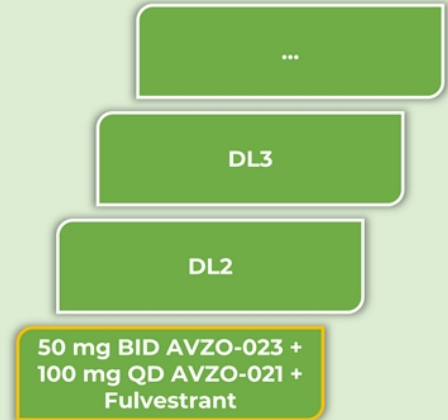 ...
DL3
DL2
50 mg BID AVZO-023 +
100 mg QD AVZO-021 +
Fulvestrant